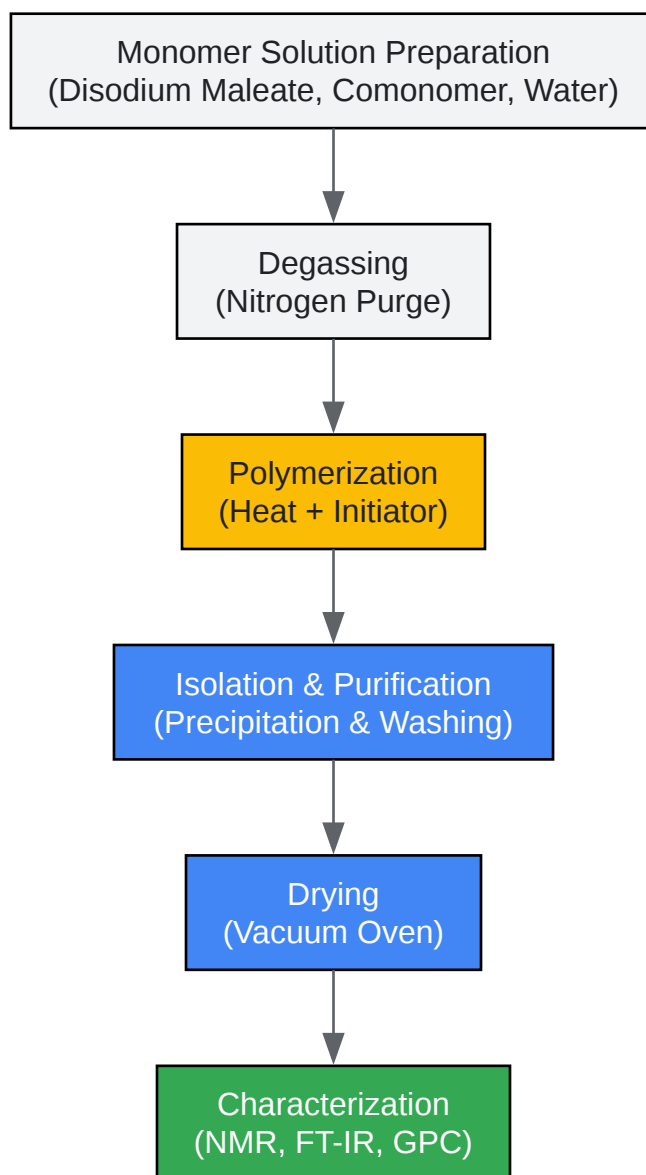 Monomer Solution Preparation
(Disodium Maleate, Comonomer, Water)
Degassing
(Nitrogen Purge)
Polymerization
(Heat + Initiator)
Isolation & Purification
(Precipitation & Washing)
Drying
(Vacuum Oven)
Characterization
(NMR, FT-IR, GPC)